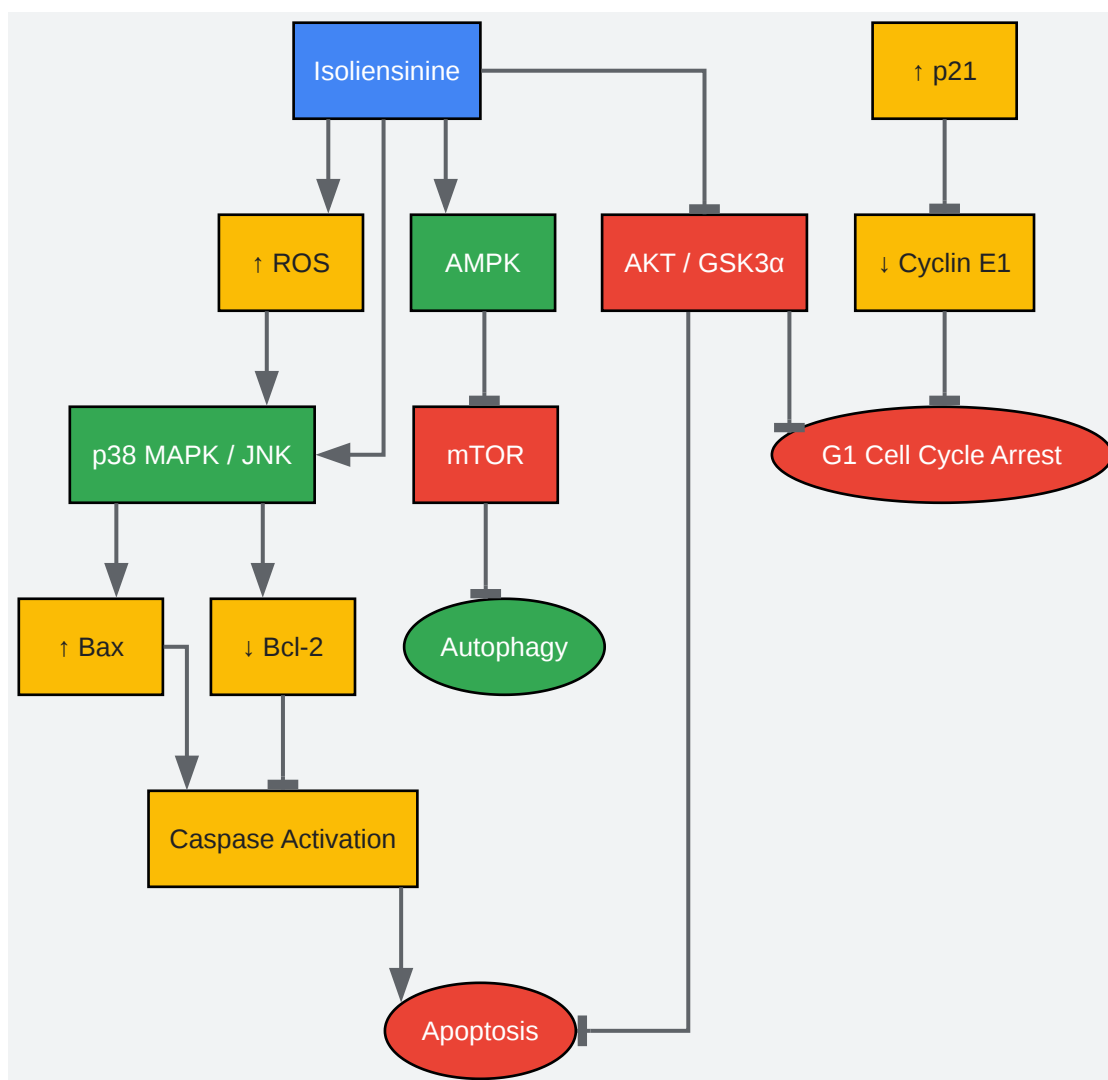 Isoliensinine
↑ p21
↑ ROS
AMPK
AKT / GSK3α
↓ Cyclin E1
p38 MAPK / JNK
mTOR
G1 Cell Cycle Arrest
↑ Bax
↓ Bcl-2
Autophagy
Caspase Activation
Apoptosis